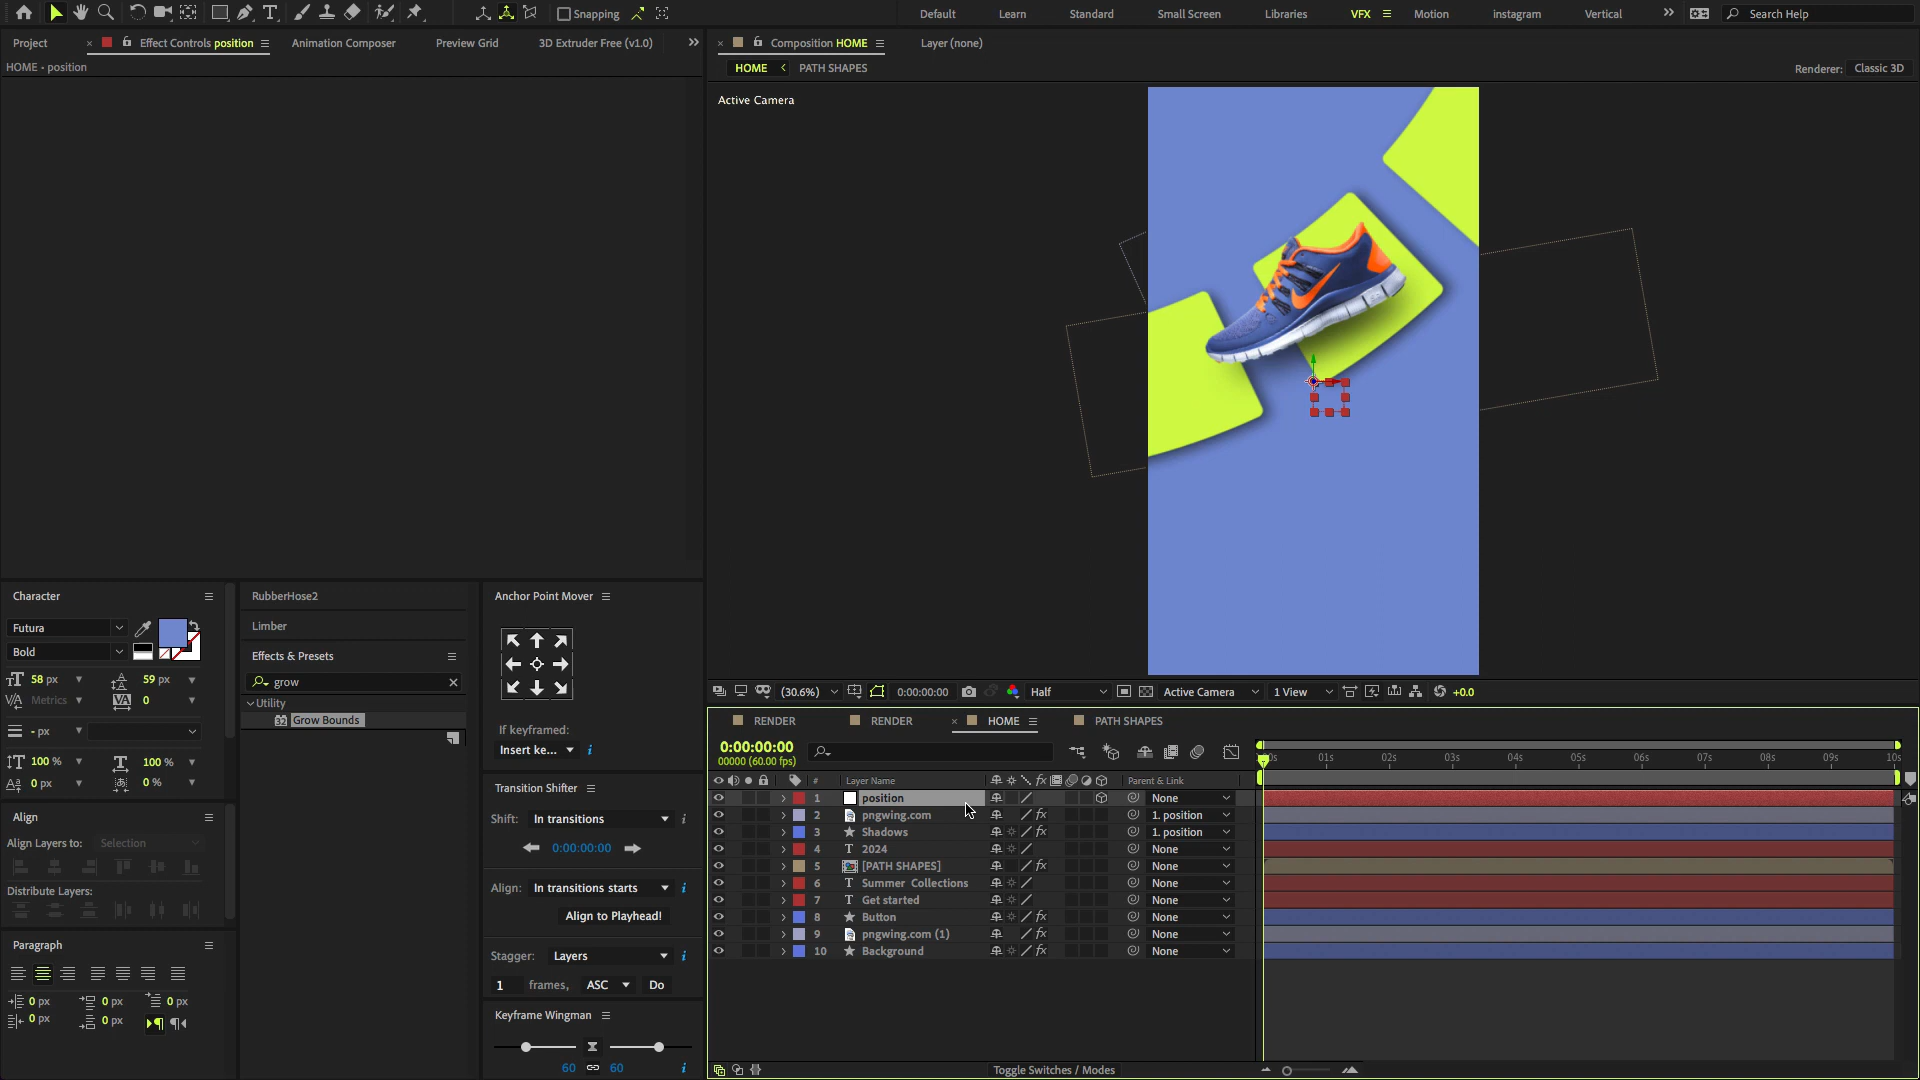 Snapping
Default
Learn
Standard
Small Screen
Libraries
VFX
Motion
instagram
Vertical
Search Help
Project
Effect Controls position
Animation Composer
Preview Grid
3D Extruder Free (v1.0)
Composition HOME
Layer (none)
HOME • position
HOME
PATH SHAPES
Renderer:
Classic 3D
Active Camera
(30.6%)
0:00:00:00
Half
Active Camera
1 View
+0.0
Character
Futura
Bold
58 px
59 px
Metrics
0
- px
100 %
100 %
0 px
0 %
Align
Align Layers to:
Selection
Distribute Layers:
Paragraph
0 px
0 px
0 px
0 px
0 px
RubberHose2
Limber
Effects & Presets
grow
Utility
32
Grow Bounds
Anchor Point Mover
If keyframed:
Insert ke...
Transition Shifter
Shift:
In transitions
0:00:00:00
Align:
In transitions starts
Align to Playhead!
Stagger:
Layers
1
frames,
ASC
Do
Keyframe Wingman
60
60
RENDER
RENDER
HOME
PATH SHAPES
0:00:00:00
00000 (60.00 fps)
01s
02s
03s
04s
05s
06s
07s
08s
09s
10s
#
Layer Name
fx
Parent & Link
1
position
None
2
pngwing.com
fx
1. position
3
Shadows
1. position
4
T
2024
None
5
[PATH SHAPES]
fx
None
6
T
Summer Collections
None
7
T
Get started
None
8
Button
fx
None
9
pngwing.com (1)
fx
None
10
Background
fx
None
Toggle Switches / Modes